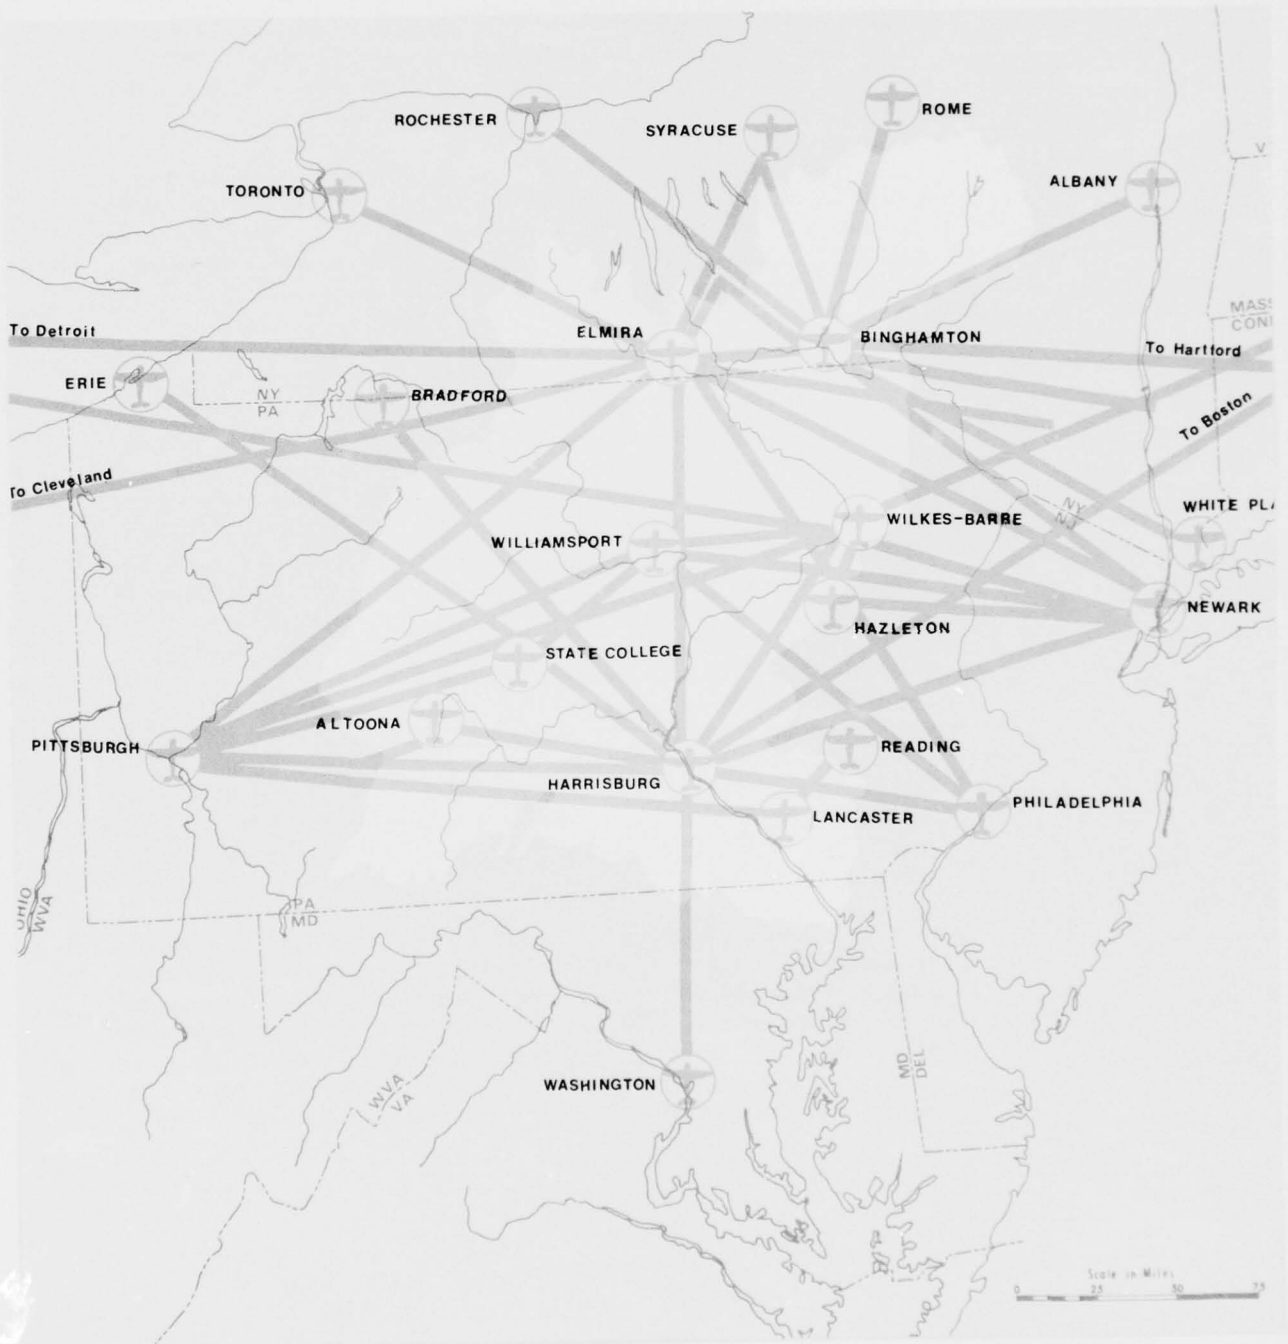 ROCHESTER
SYRACUSE
ROME
TORONTO
ALBANY
V
MASS
CON
To Detroit
ELMIRA
BINGHAMTON
To Hartford
ERIE
NY
PA
BRADFORD
To Boston
To Cleveland
WILKES-BARRE
NY
NJ
WHITE PL
WILLIAMSPORT
NEWARK
HAZLETON
STATE COLLEGE
ALTOONA
PITTSBURGH
READING
HARRISBURG
LANCASTER
PHILADELPHIA
OHIO
WVA
PA
MD
MD
DEL
WASHINGTON
WVA
VA
Scale in Miles
0 25 50 75